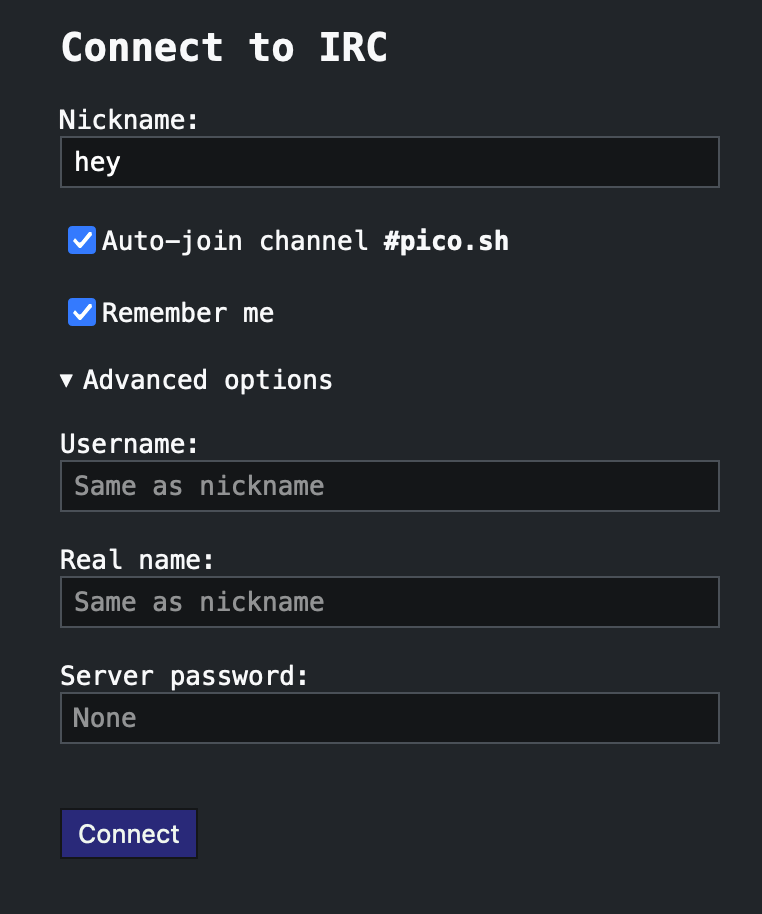 Connect to IRC
Nickname:
hey
Auto-join channel #pico.sh
Remember me
▼ Advanced options
Username:
Same as nickname
Real name:
Same as nickname
Server password:
None
Connect